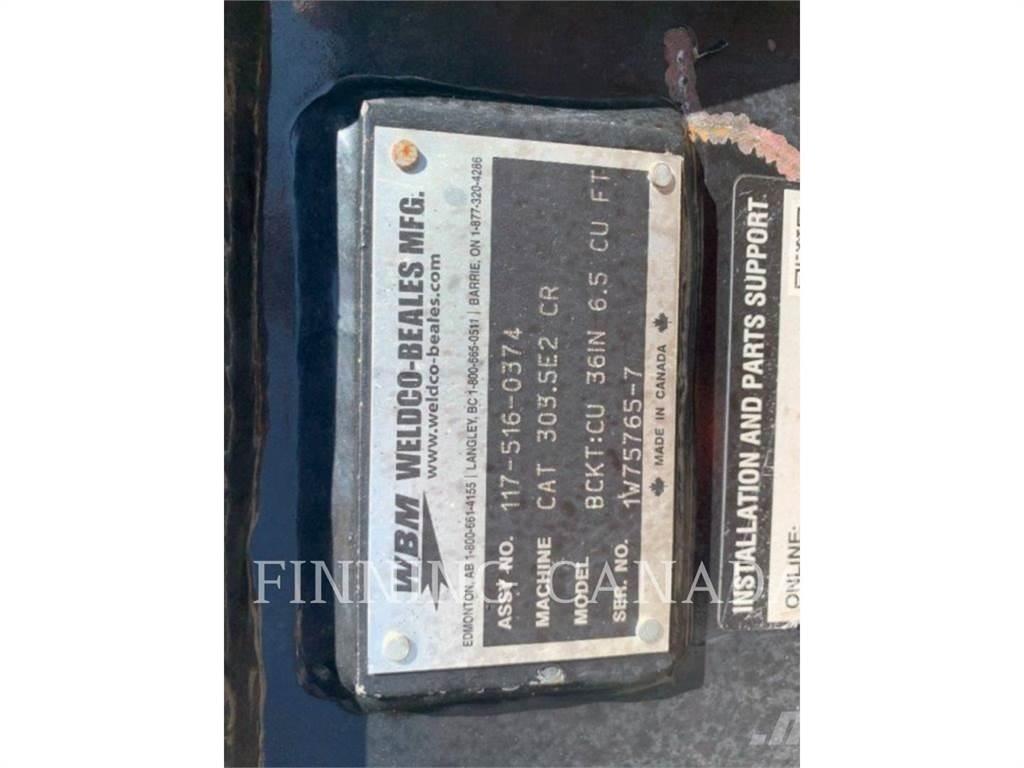 WBM WELDCO-BEALES MFG.
www.weldco-beales.com
EDMONTON, AB 1-800-661-4155 | LANGLEY, BC 1-800-665-0511 | BARRIE, ON 1-877-320-4286
ASSY NO. 117-516-0374
MACHINE CAT 303.5E2 CR
MODEL BCKT:CU 36IN 6.5 CU FT
SER. NO. 1W75765-7
MADE IN CANADA
INSTALLATION AND PARTS SUPPORT
ONLINE:
FINNING CANADA